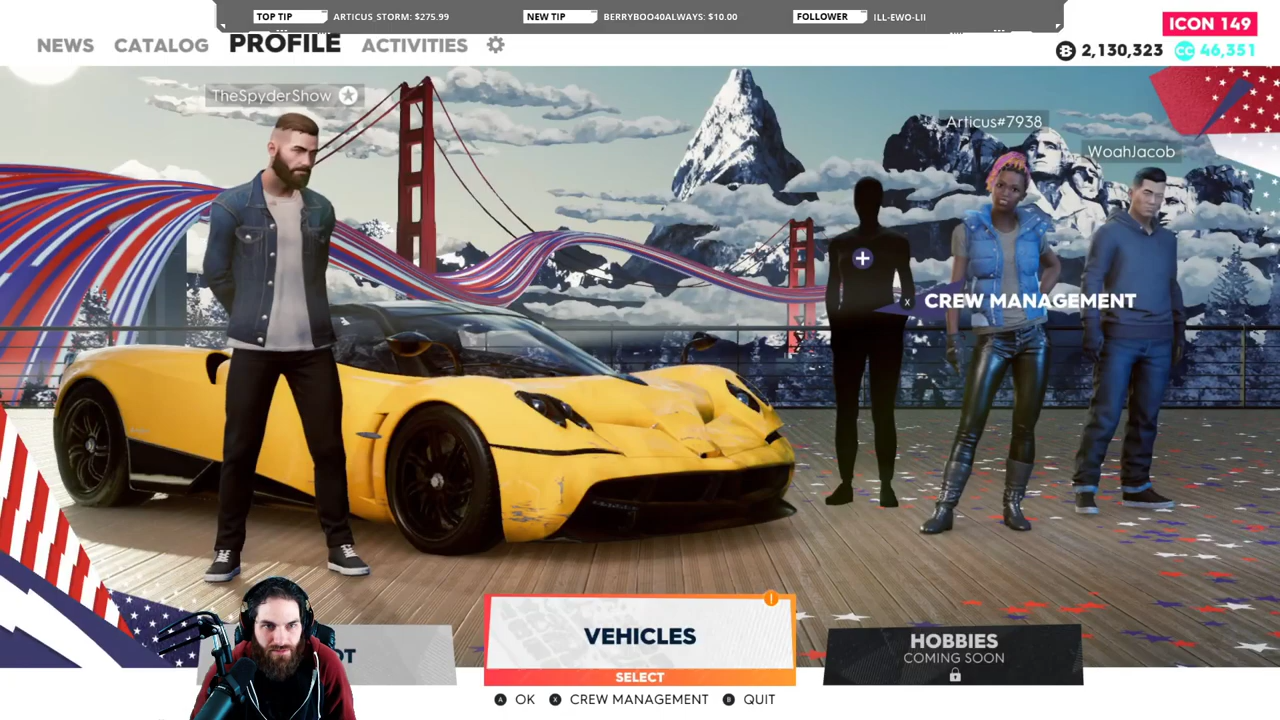 TOP TIP ARTICUS_STORM: $275.99 NEW TIP BERRYBOO40ALWAYS: $10.00 FOLLOWER ILL-EWO-LII
NEWS CATALOG PROFILE ACTIVITIES
ICON 149
2,130,323 CC 46,351
TheSpyderShow
Articus#7938
WoahJacob
X CREW MANAGEMENT
VEHICLES
SELECT
HOBBIES
COMING SOON
A OK X CREW MANAGEMENT B QUIT